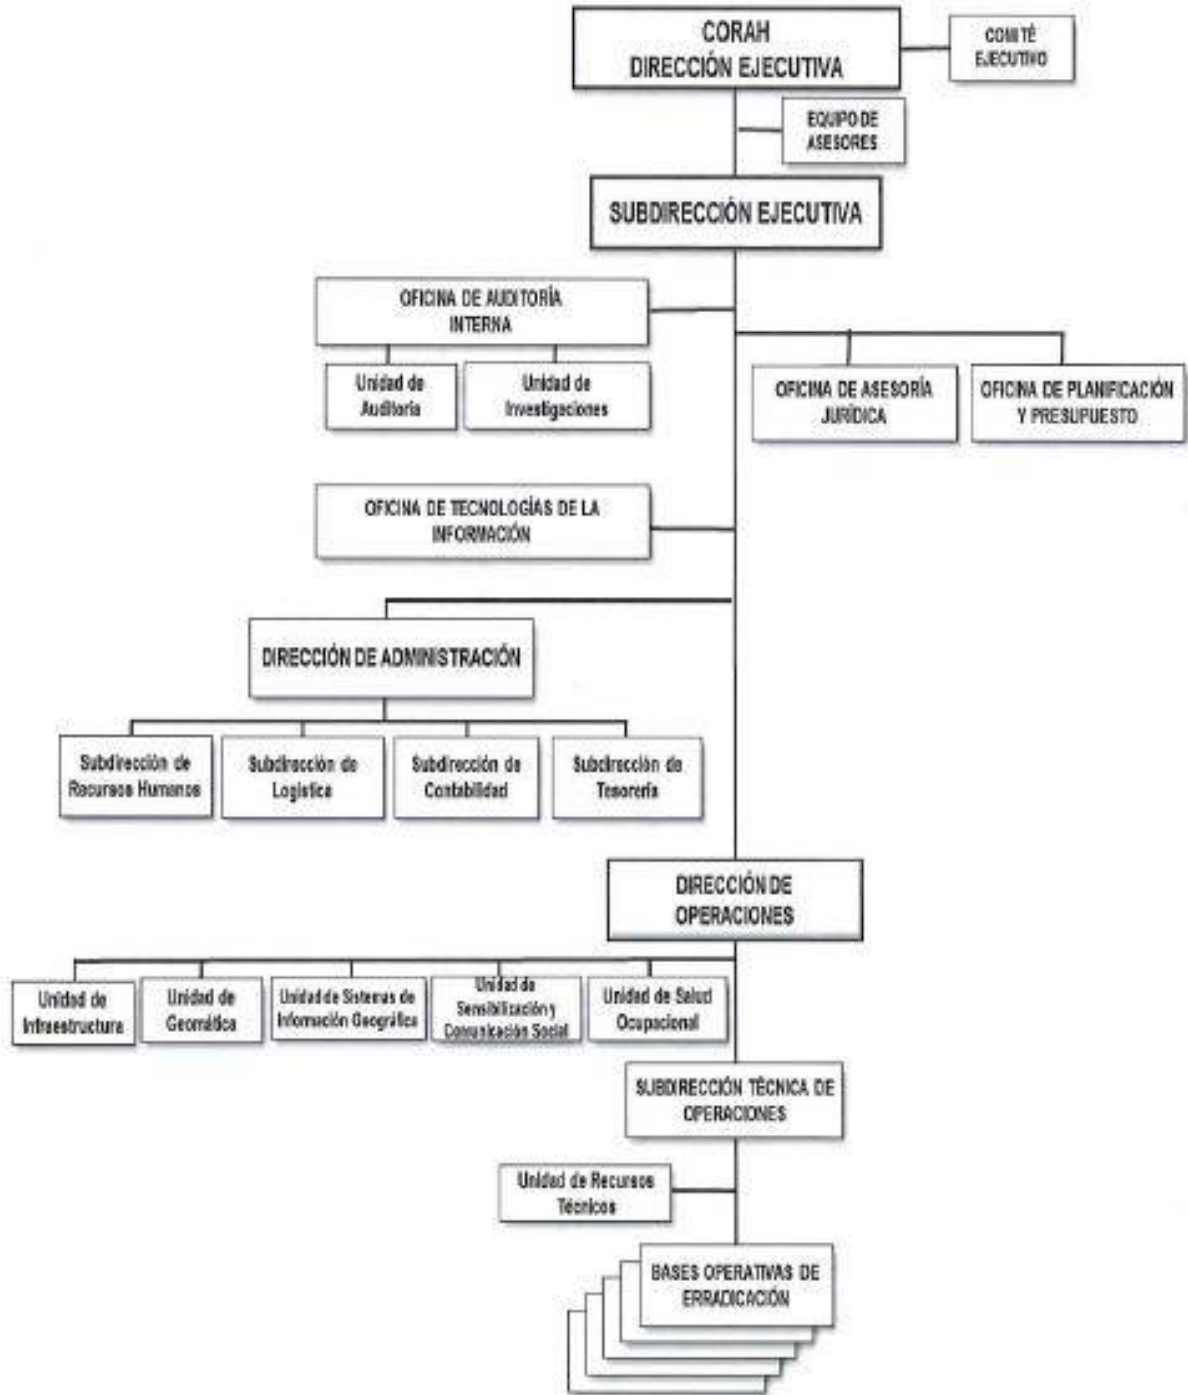 CORAH
DIRECCIÓN EJECUTIVA
COMITÉ
EJECUTIVO
EQUIPO DE
ASESORES
SUBDIRECCIÓN EJECUTIVA
OFICINA DE AUDITORÍA
INTERNA
Unidad de
Auditoría
Unidad de
Investigaciones
OFICINA DE ASESORÍA
JURÍDICA
OFICINA DE PLANIFICACIÓN
Y PRESUPUESTO
OFICINA DE TECNOLOGÍAS DE LA
INFORMACIÓN
DIRECCIÓN DE ADMINISTRACIÓN
Subdirección de
Recursos Humanos
Subdirección de
Logística
Subdirección de
Contabilidad
Subdirección de
Tesorería
DIRECCIÓN DE
OPERACIONES
Unidad de
Infraestructura
Unidad de
Geomática
Unidad de Sistemas de
Información Geográfica
Unidad de
Sensibilización y
Comunicación Social
Unidad de Salud
Ocupacional
SUBDIRECCIÓN TÉCNICA DE
OPERACIONES
Unidad de Recursos
Técnicos
BASES OPERATIVAS DE
ERRADICACIÓN